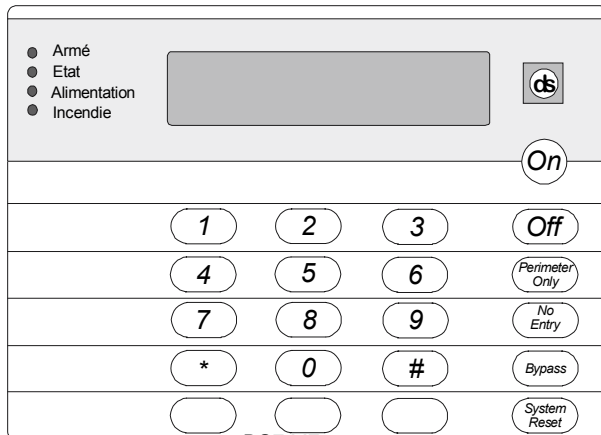 Armé
Etat
Alimentation
Incendie
ds
On
1 2 3 Off
4 5 6 Perimeter
Only
7 8 9 No
Entry
* 0 # Bypass
System
Reset